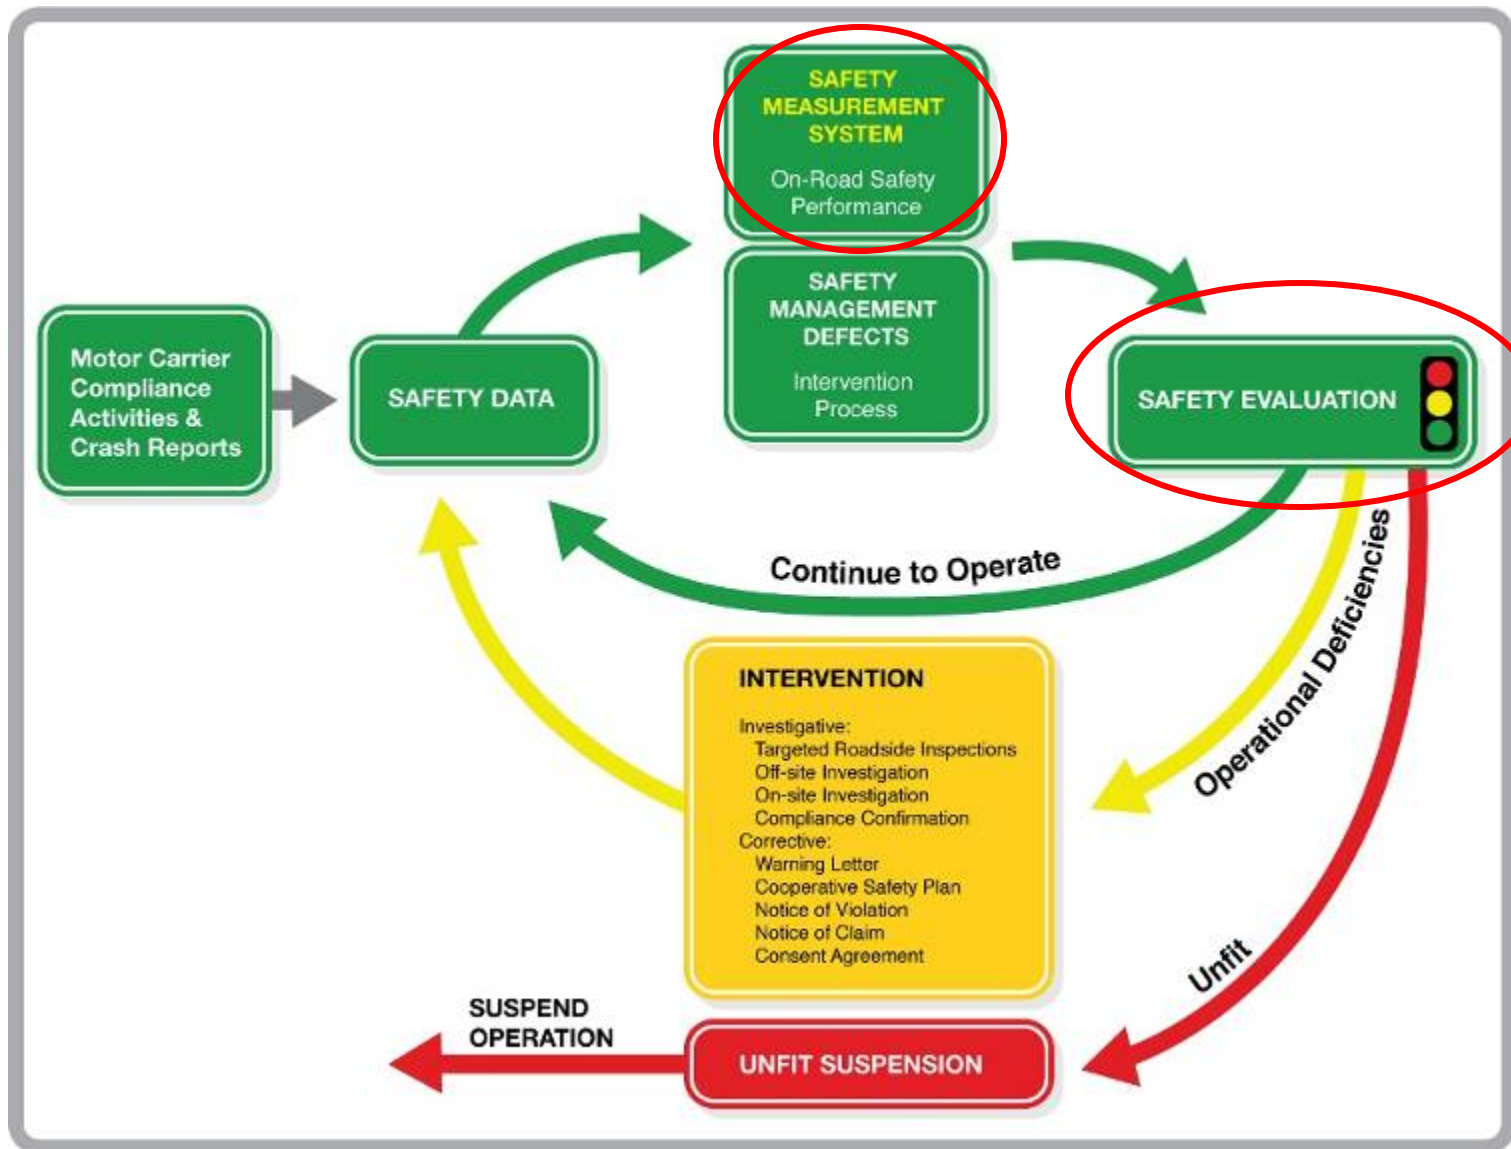 SAFETY
MEASUREMENT
SYSTEM
On-Road Safety
Performance
SAFETY
MANAGEMENT
DEFECTS
Intervention
Process
Motor Carrier
Compliance
Activities &
Crash Reports
SAFETY DATA
SAFETY EVALUATION
Continue to Operate
Operational Deficiencies
Unfit
INTERVENTION
Investigative:
Targeted Roadside Inspections
Off-site Investigation
On-site Investigation
Compliance Confirmation
Corrective:
Warning Letter
Cooperative Safety Plan
Notice of Violation
Notice of Claim
Consent Agreement
SUSPEND
OPERATION
UNFIT SUSPENSION